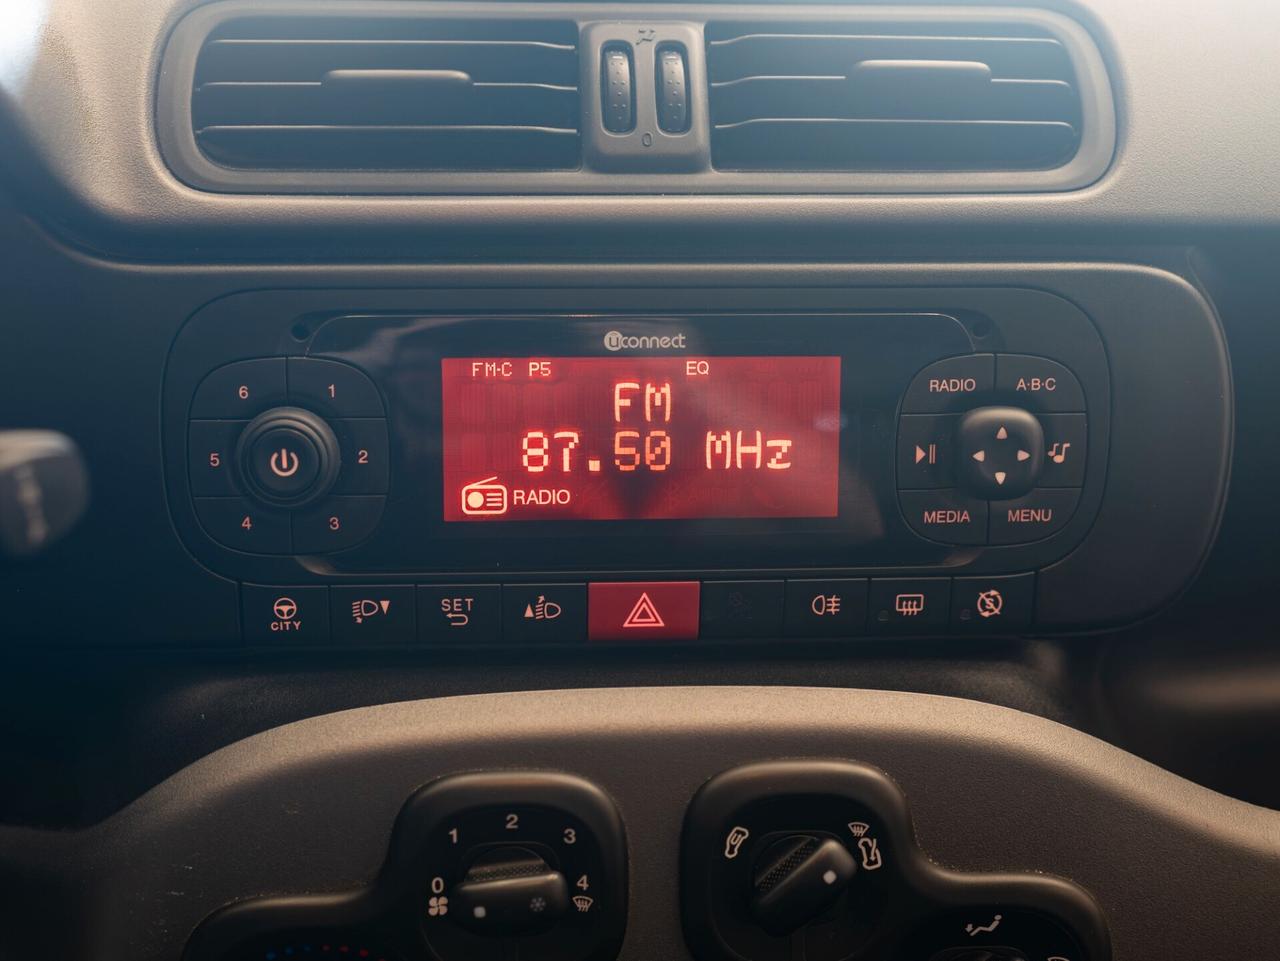 0
uconnect
FM-C P5 EQ
FM
87.50 MHz
RADIO
6 1
5 2
4 3
RADIO A·B·C
MEDIA MENU
CITY
SET
1 2 3
0 4